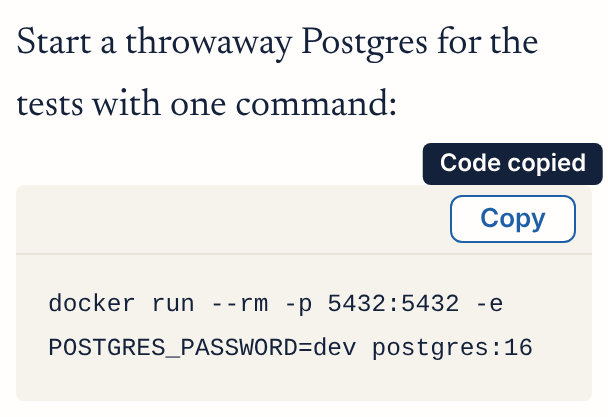 Start a throwaway Postgres for the
tests with one command:
Code copied
Copy
docker run --rm -p 5432:5432 -e
POSTGRES_PASSWORD=dev postgres:16